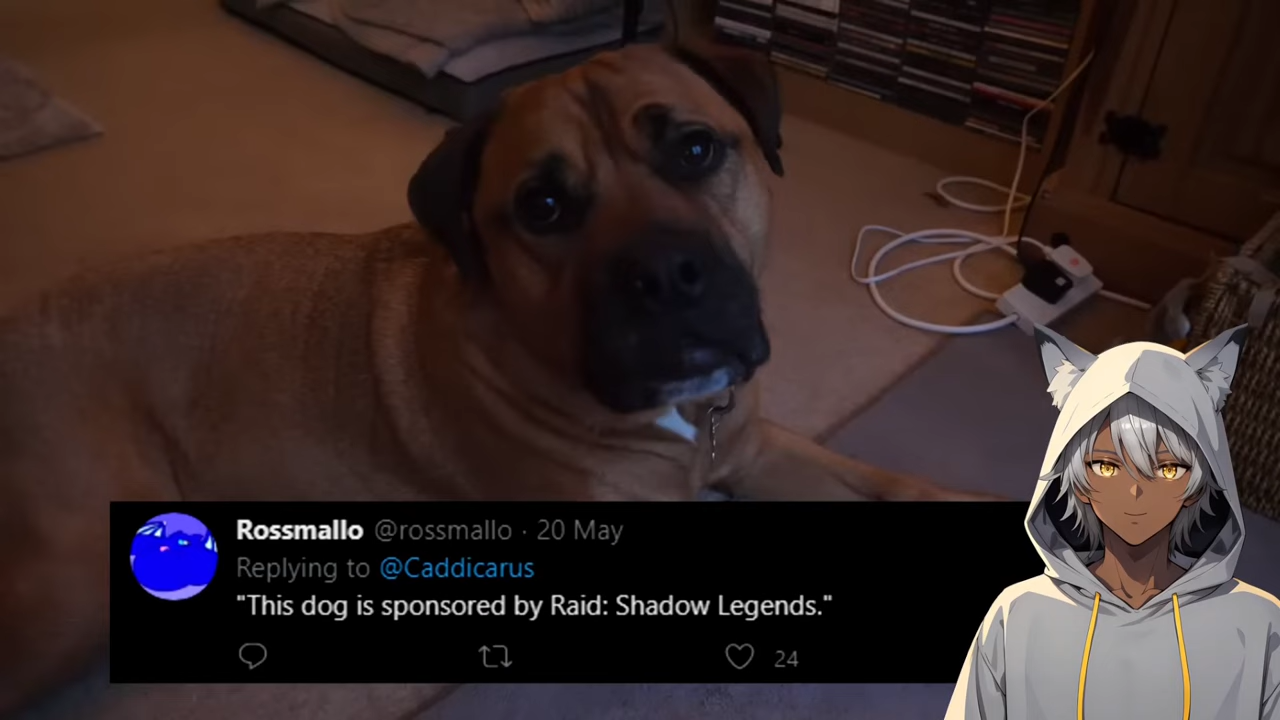 Rossmallo @rossmallo · 20 May
Replying to @Caddicarus
"This dog is sponsored by Raid: Shadow Legends."
24